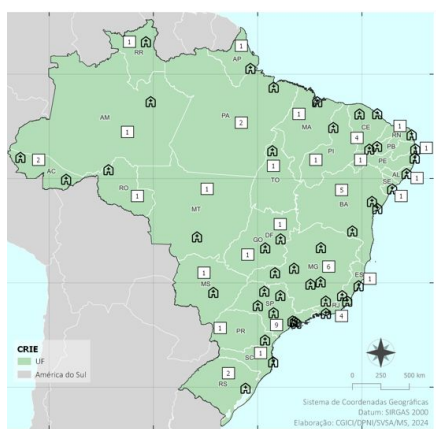 1
RR
1
AP
AM
1
PA
2
1
MA
4
CE
1
RN
1
PB
PE
2
AC
1
RO
1
MT
1
TO
1
PI
1
AL
1
SE
1
5
BA
1
DF
GO
1
MG
6
ES
1
1
MS
SP
RJ
4
9
1
PR
1
SC
2
RS
CRIE
UF
América do Sul
0 250 500
km
Sistema de Coordenadas Geográficas
Datum: SIRGAS 2000
Elaboração: CGICI/DPNI/SVSA/MS, 2024